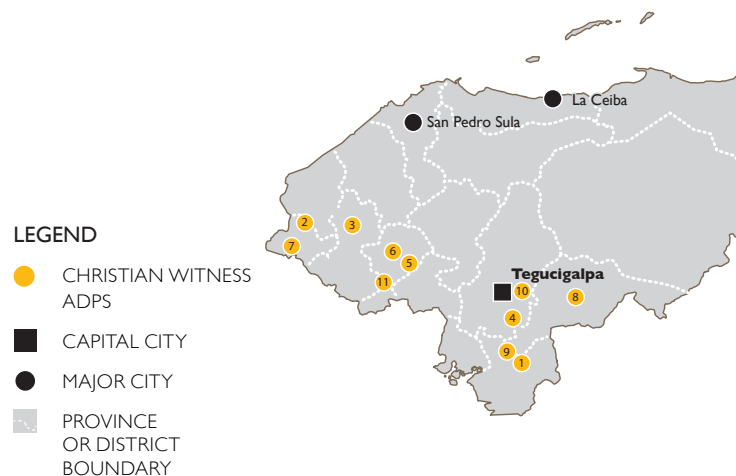 La Ceiba
San Pedro Sula
2
3
7
6
5
11
Tegucigalpa
10
8
4
9
1
LEGEND
CHRISTIAN WITNESS
ADPS
CAPITAL CITY
MAJOR CITY
PROVINCE
OR DISTRICT
BOUNDARY